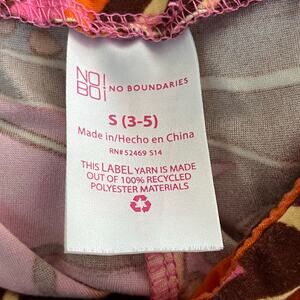 NO!
BO!
NO BOUNDARIES
S (3-5)
Made in/Hecho en China
RN# 52469 S14
THIS LABEL YARN IS MADE
OUT OF 100% RECYCLED
POLYESTER MATERIALS